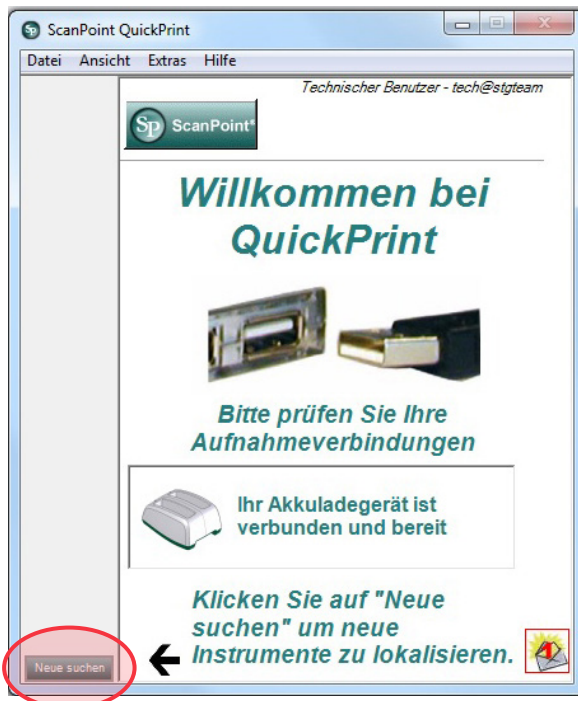 ScanPoint QuickPrint
Datei Ansicht Extras Hilfe
Technischer Benutzer - tech@stgteam
Sp ScanPoint®
Willkommen bei
QuickPrint
Bitte prüfen Sie Ihre
Aufnahmeverbindungen
Ihr Akkuladegerät ist
verbunden und bereit
Klicken Sie auf "Neue
suchen" um neue
Instrumente zu lokalisieren.
Neue suchen